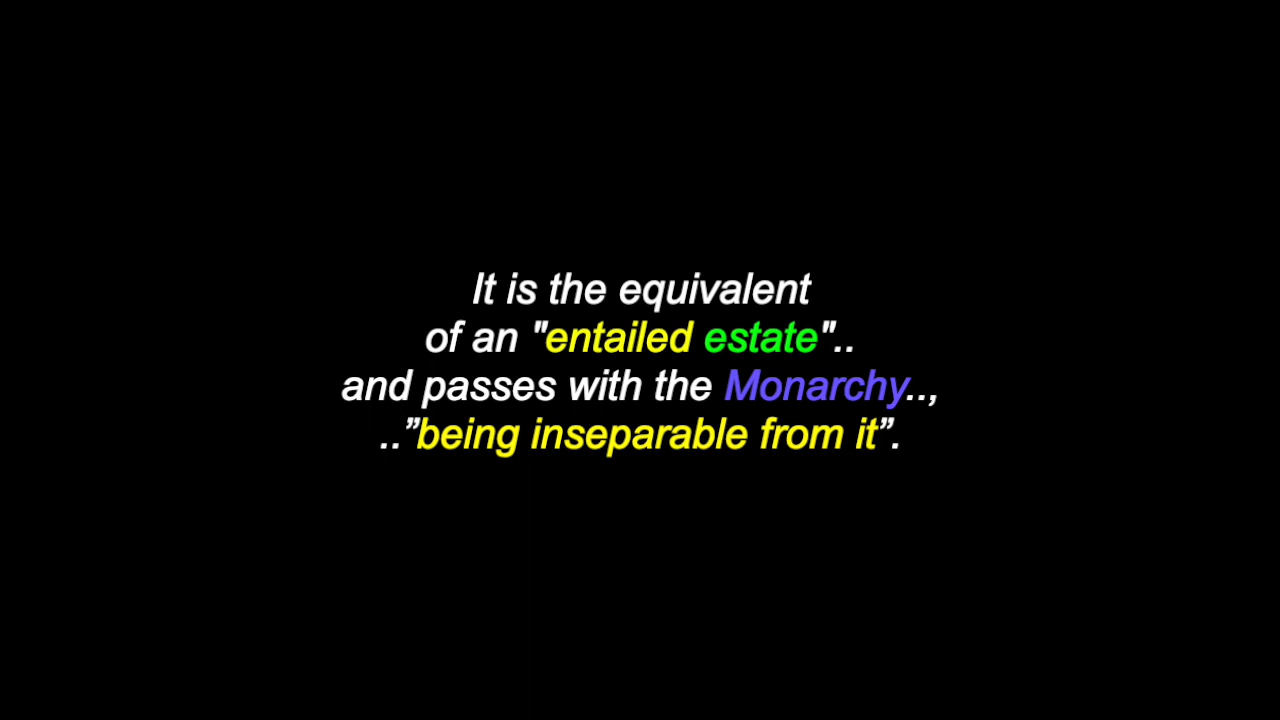 It is the equivalent
of an "entailed estate"..
and passes with the Monarchy..,
..”being inseparable from it”.